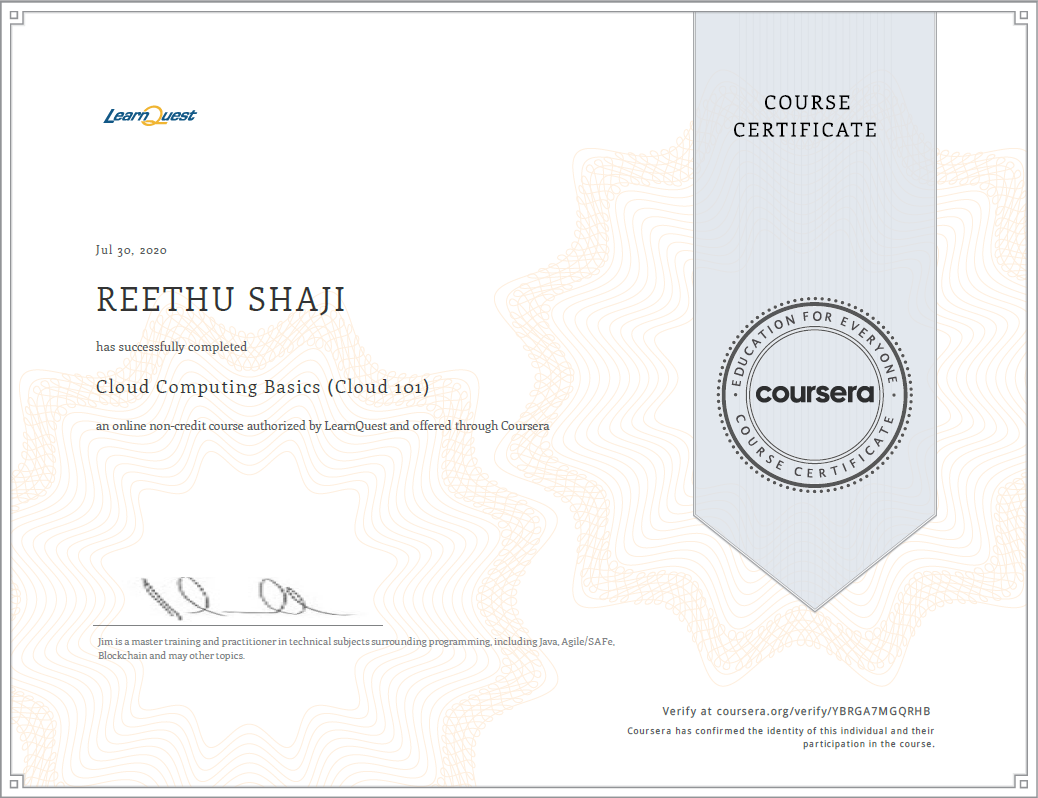 LearnQuest
COURSE
CERTIFICATE
Jul 30, 2020
REETHU SHAJI
has successfully completed
Cloud Computing Basics (Cloud 101)
an online non-credit course authorized by LearnQuest and offered through Coursera
EDUCATION FOR EVERYONE
coursera
COURSE CERTIFICATE
Jim is a master training and practitioner in technical subjects surrounding programming, including Java, Agile/SAFe,
Blockchain and may other topics.
Verify at coursera.org/verify/YBRGA7MGQRHB
Coursera has confirmed the identity of this individual and their
participation in the course.